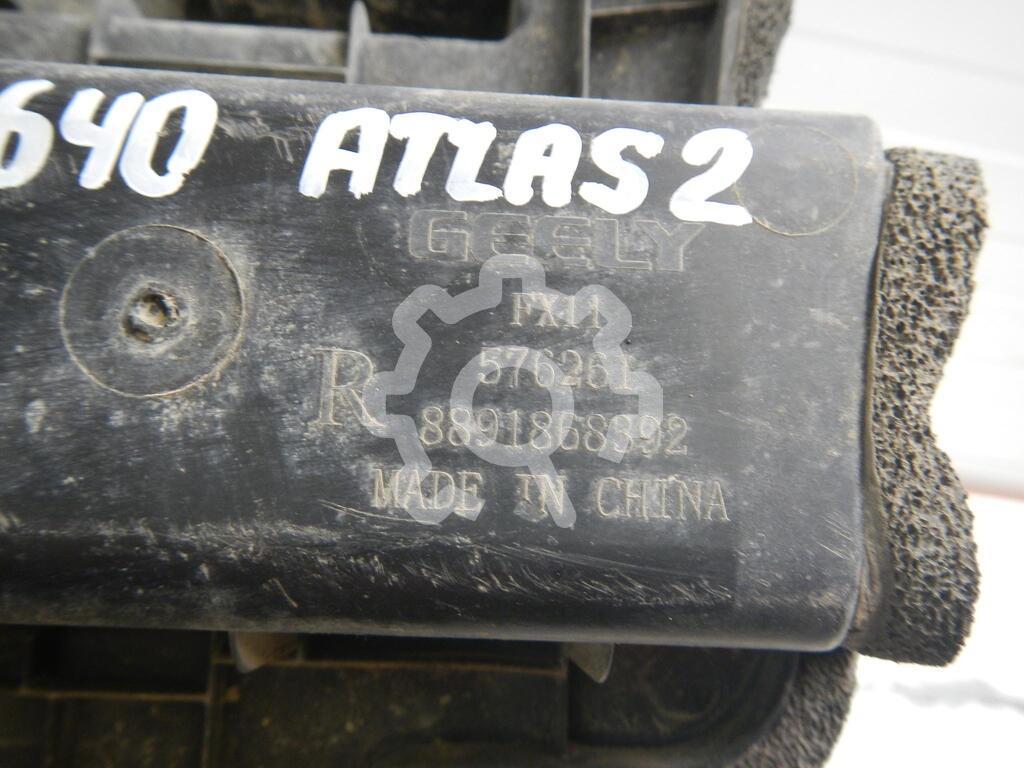 640 ATLAS 2
GEELY
FX11
576261
R
8891868392
MADE IN CHINA